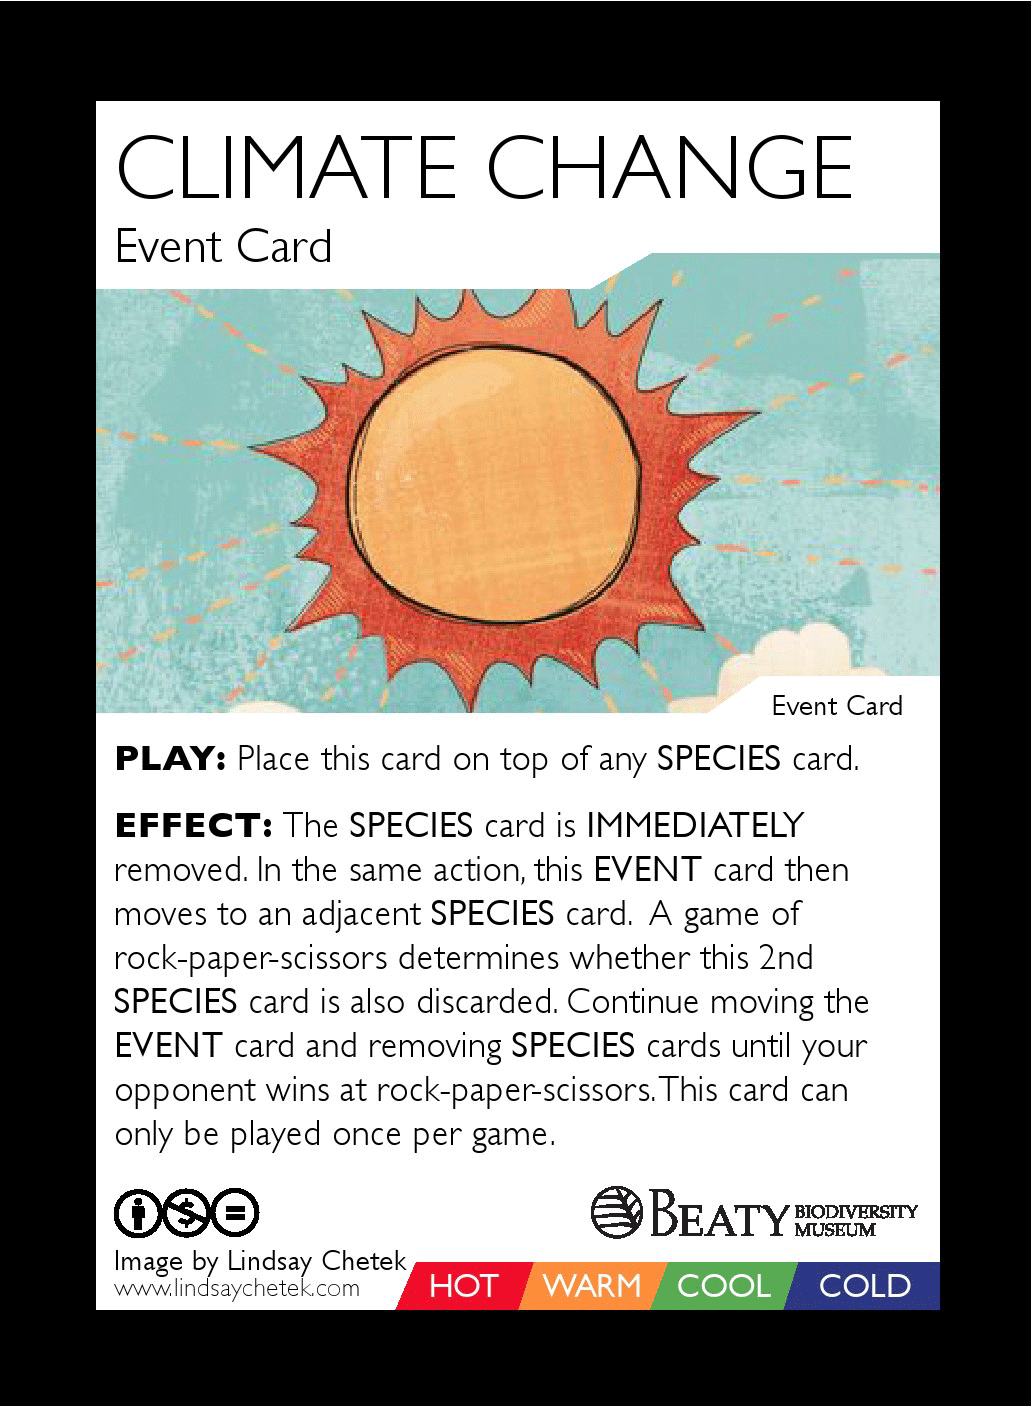 CLIMATE CHANGE
Event Card
Event Card
PLAY: Place this card on top of any SPECIES card.
EFFECT: The SPECIES card is IMMEDIATELY
removed. In the same action, this EVENT card then
moves to an adjacent SPECIES card.  A game of
rock-paper-scissors determines whether this 2nd
SPECIES card is also discarded. Continue moving the
EVENT card and removing SPECIES cards until your
opponent wins at rock-paper-scissors. This card can
only be played once per game.
BEATY BIODIVERSITY
MUSEUM
Image by Lindsay Chetek
www.lindsaychetek.com
HOT WARM COOL COLD